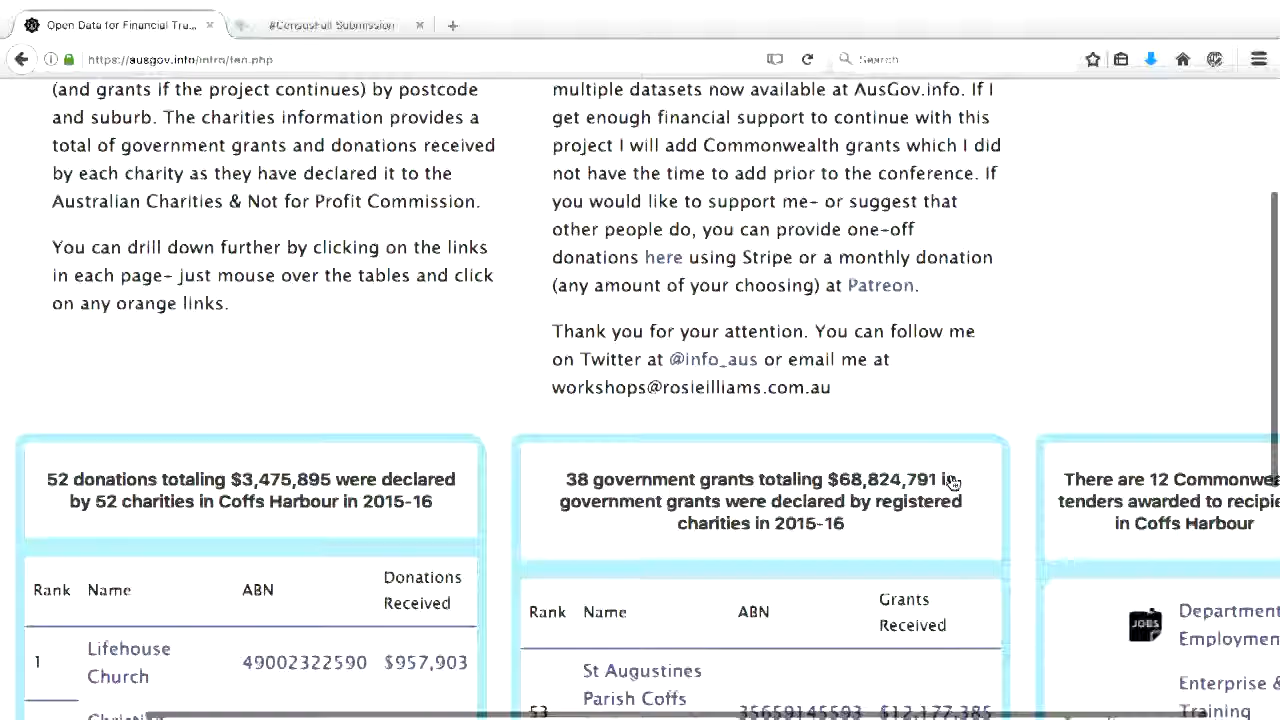 Open Data for Financial Tra...
#CensusFail Submission
https://ausgov.info/intro/ten.php
Search
(and grants if the project continues) by postcode
and suburb. The charities information provides a
total of government grants and donations received
by each charity as they have declared it to the
Australian Charities & Not for Profit Commission.
You can drill down further by clicking on the links
in each page- just mouse over the tables and click
on any orange links.
multiple datasets now available at AusGov.info. If I
get enough financial support to continue with this
project I will add Commonwealth grants which I did
not have the time to add prior to the conference. If
you would like to support me- or suggest that
other people do, you can provide one-off
donations here using Stripe or a monthly donation
(any amount of your choosing) at Patreon.
Thank you for your attention. You can follow me
on Twitter at @info_aus or email me at
workshops@rosieilliams.com.au
52 donations totaling $3,475,895 were declared
by 52 charities in Coffs Harbour in 2015-16
Rank Name ABN Donations
Received
1 Lifehouse
Church 49002322590 $957,903
38 government grants totaling $68,824,791 in
government grants were declared by registered
charities in 2015-16
Rank Name ABN Grants
Received
St Augustines
Parish Coffs
53 35659145593 $12,177,385
There are 12 Commonwea
tenders awarded to recipie
in Coffs Harbour
JOBS
Department
Employmen
Enterprise &
Training